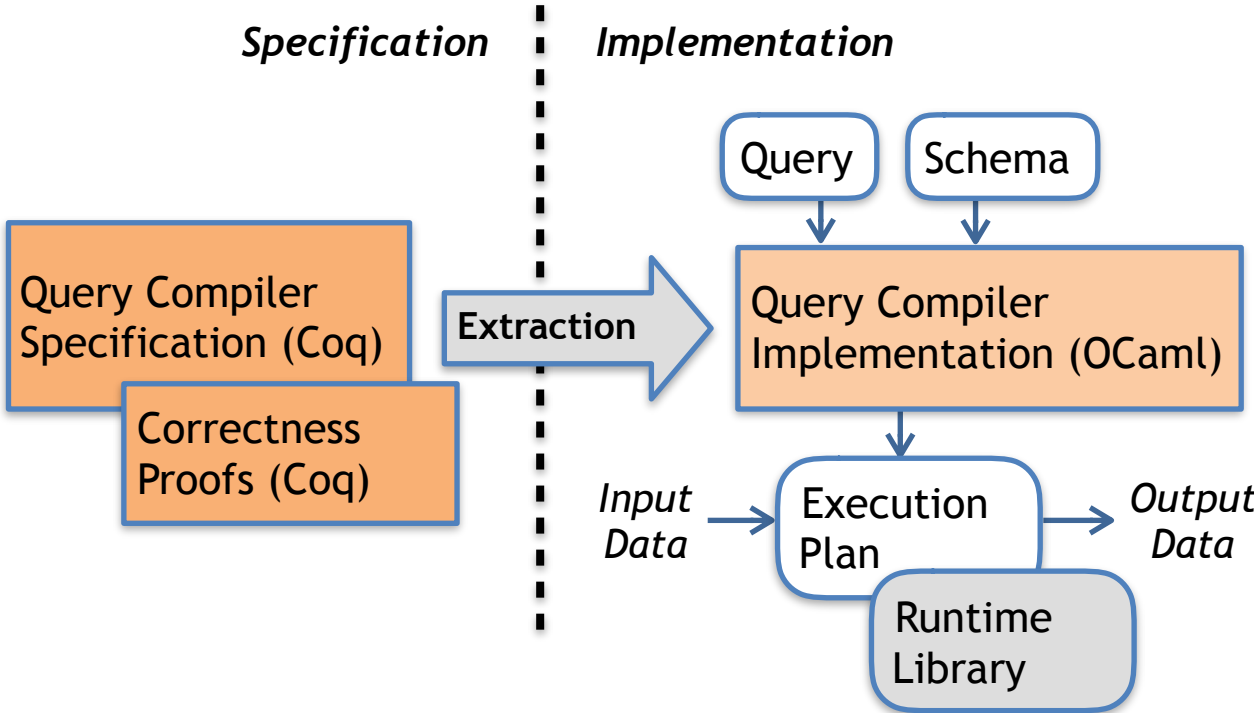 Specification
Implementation
Query
Schema
Query Compiler
Specification (Coq)
Correctness
Proofs (Coq)
Extraction
Query Compiler
Implementation (OCaml)
Input
Data
Execution
Plan
Output
Data
Runtime
Library